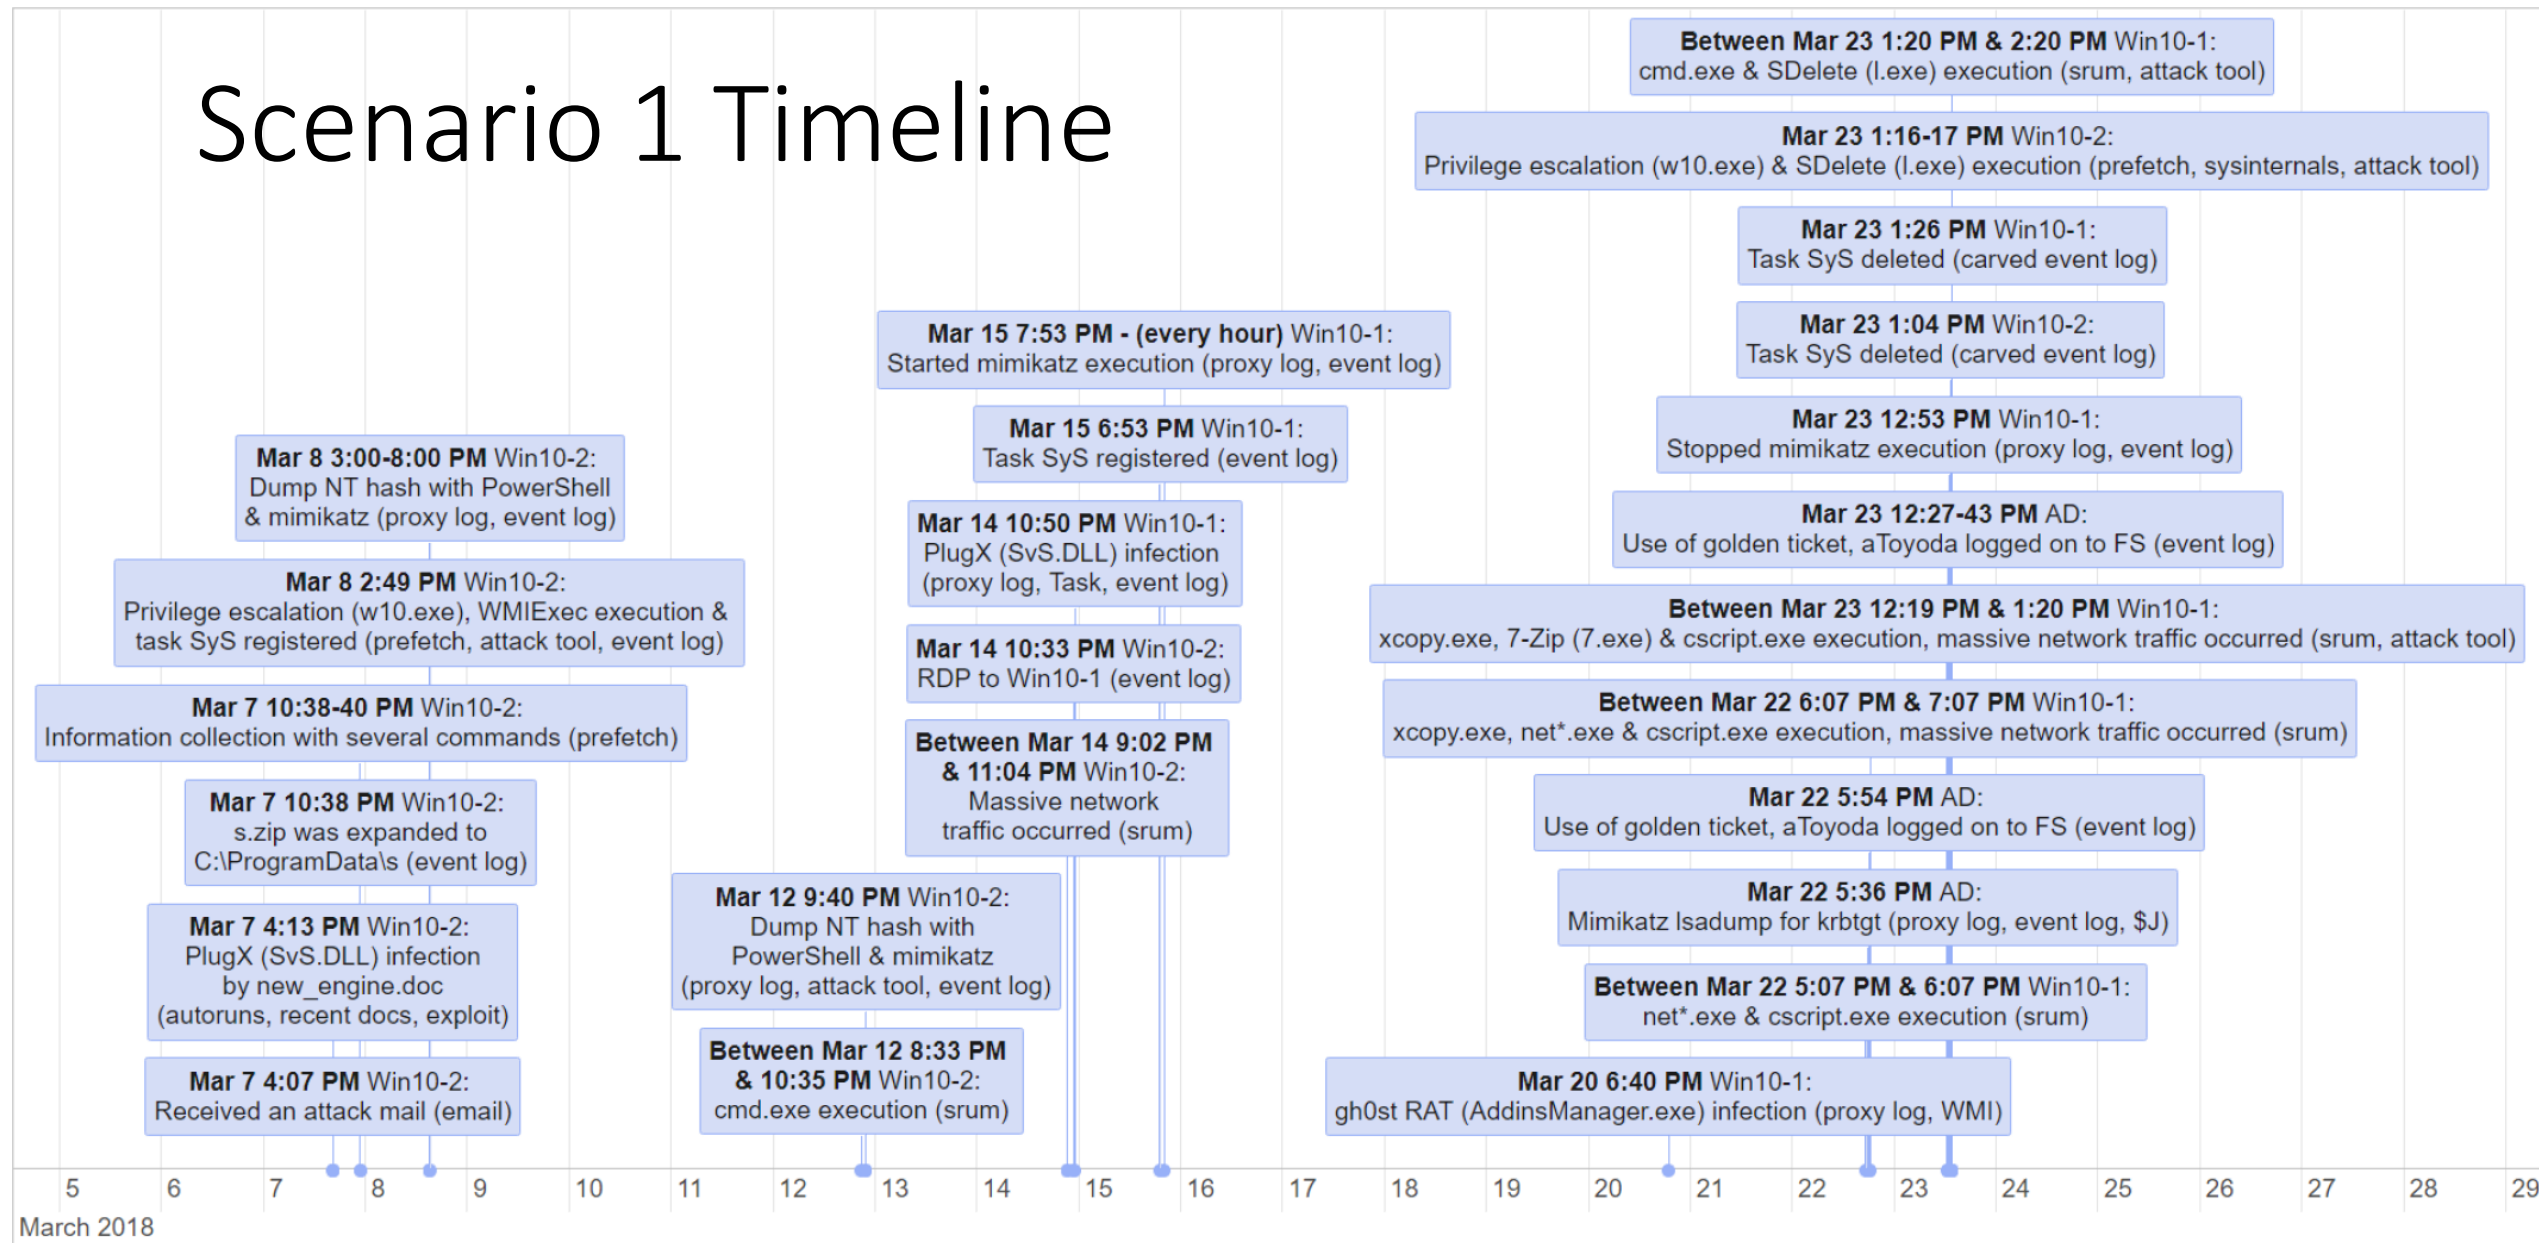 Scenario 1 Timeline
Between Mar 23 1:20 PM & 2:20 PM Win10-1:
cmd.exe & SDelete (l.exe) execution (srum, attack tool)
Mar 23 1:16-17 PM Win10-2:
Privilege escalation (w10.exe) & SDelete (l.exe) execution (prefetch, sysinternals, attack tool)
Mar 23 1:26 PM Win10-1:
Task SyS deleted (carved event log)
Mar 23 1:04 PM Win10-2:
Task SyS deleted (carved event log)
Mar 23 12:53 PM Win10-1:
Stopped mimikatz execution (proxy log, event log)
Mar 23 12:27-43 PM AD:
Use of golden ticket, aToyoda logged on to FS (event log)
Between Mar 23 12:19 PM & 1:20 PM Win10-1:
xcopy.exe, 7-Zip (7.exe) & cscript.exe execution, massive network traffic occurred (srum, attack tool)
Between Mar 22 6:07 PM & 7:07 PM Win10-1:
xcopy.exe, net*.exe & cscript.exe execution, massive network traffic occurred (srum)
Mar 22 5:54 PM AD:
Use of golden ticket, aToyoda logged on to FS (event log)
Mar 22 5:36 PM AD:
Mimikatz lsadump for krbtgt (proxy log, event log, $J)
Between Mar 22 5:07 PM & 6:07 PM Win10-1:
net*.exe & cscript.exe execution (srum)
Mar 20 6:40 PM Win10-1:
gh0st RAT (AddinsManager.exe) infection (proxy log, WMI)
Mar 15 7:53 PM - (every hour) Win10-1:
Started mimikatz execution (proxy log, event log)
Mar 15 6:53 PM Win10-1:
Task SyS registered (event log)
Mar 14 10:50 PM Win10-1:
PlugX (SvS.DLL) infection
(proxy log, Task, event log)
Mar 14 10:33 PM Win10-2:
RDP to Win10-1 (event log)
Between Mar 14 9:02 PM
& 11:04 PM Win10-2:
Massive network
traffic occurred (srum)
Mar 12 9:40 PM Win10-2:
Dump NT hash with
PowerShell & mimikatz
(proxy log, attack tool, event log)
Between Mar 12 8:33 PM
& 10:35 PM Win10-2:
cmd.exe execution (srum)
Mar 8 3:00-8:00 PM Win10-2:
Dump NT hash with PowerShell
& mimikatz (proxy log, event log)
Mar 8 2:49 PM Win10-2:
Privilege escalation (w10.exe), WMIExec execution &
task SyS registered (prefetch, attack tool, event log)
Mar 7 10:38-40 PM Win10-2:
Information collection with several commands (prefetch)
Mar 7 10:38 PM Win10-2:
s.zip was expanded to
C:\ProgramData\s (event log)
Mar 7 4:13 PM Win10-2:
PlugX (SvS.DLL) infection
by new_engine.doc
(autoruns, recent docs, exploit)
Mar 7 4:07 PM Win10-2:
Received an attack mail (email)
5 6 7 8 9 10 11 12 13 14 15 16 17 18 19 20 21 22 23 24 25 26 27 28 29
March 2018